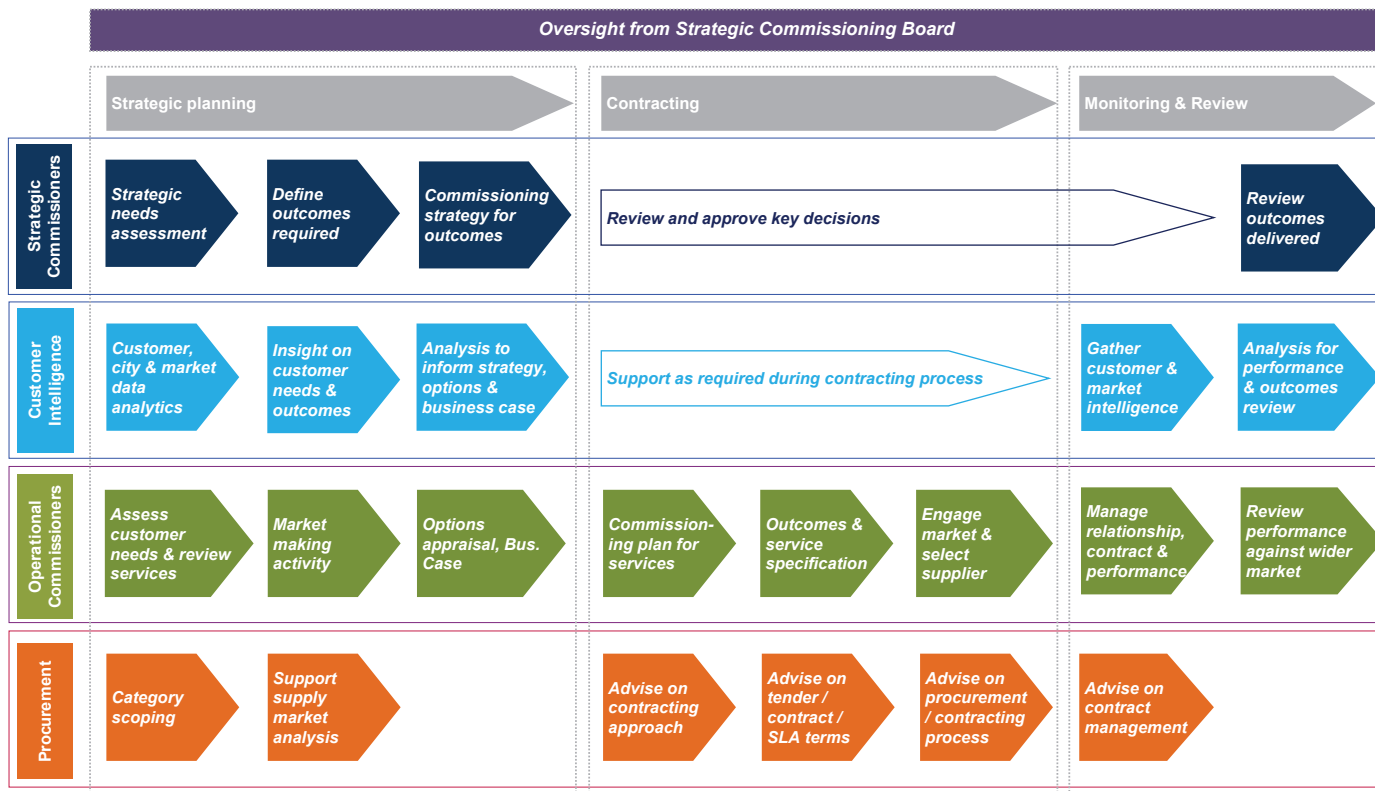 Oversight from Strategic Commissioning Board
Strategic planning
Contracting
Monitoring & Review
Strategic
Commissioners
Strategic
needs
assessment
Define
outcomes
required
Commissioning
strategy for
outcomes
Review and approve key decisions
Review
outcomes
delivered
Customer
Intelligence
Customer,
city & market
data
analytics
Insight on
customer
needs &
outcomes
Analysis to
inform strategy,
options &
business case
Support as required during contracting process
Gather
customer &
market
intelligence
Analysis for
performance
& outcomes
review
Operational
Commissioners
Assess
customer
needs & review
services
Market
making
activity
Options
appraisal, Bus.
Case
Commission-
ing plan for
services
Outcomes &
service
specification
Engage
market &
select
supplier
Manage
relationship,
contract &
performance
Review
performance
against wider
market
Procurement
Category
scoping
Support
supply
market
analysis
Advise on
contracting
approach
Advise on
tender /
contract /
SLA terms
Advise on
procurement
/ contracting
process
Advise on
contract
management